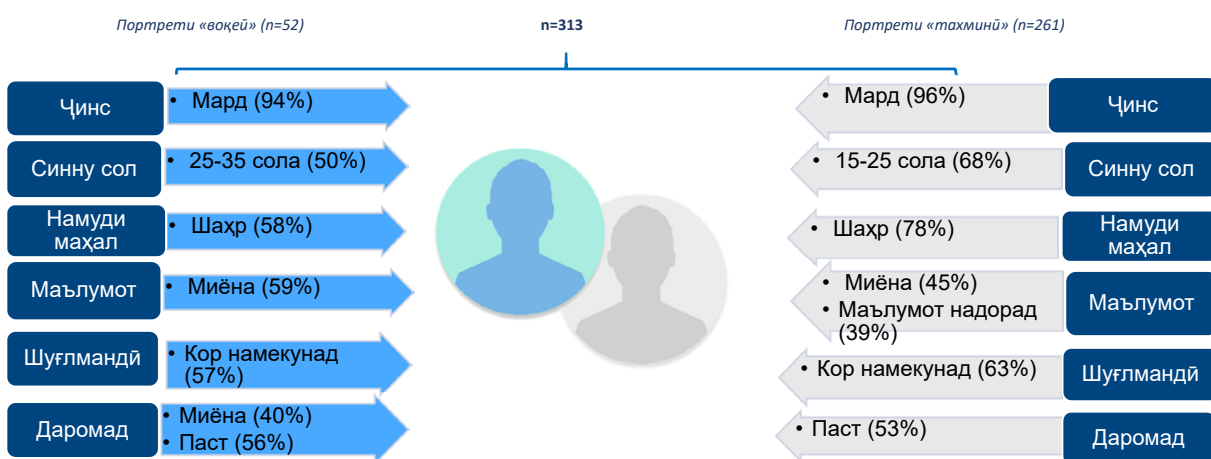 Портрети «воқеӣ» (n=52)
n=313
Портрети «тахминӣ» (n=261)
Ҷинс
• Мард (94%)
• Мард (96%)
Ҷинс
Синну сол
• 25-35 сола (50%)
• 15-25 сола (68%)
Синну сол
Намуди
маҳал
• Шаҳр (58%)
• Шаҳр (78%)
Намуди
маҳал
Маълумот
• Миёна (59%)
• Миёна (45%)
• Маълумот надорад
(39%)
Маълумот
Шуғлмандӣ
• Кор намекунад
(57%)
• Кор намекунад (63%)
Шуғлмандӣ
Даромад
• Миёна (40%)
• Паст (56%)
• Паст (53%)
Даромад